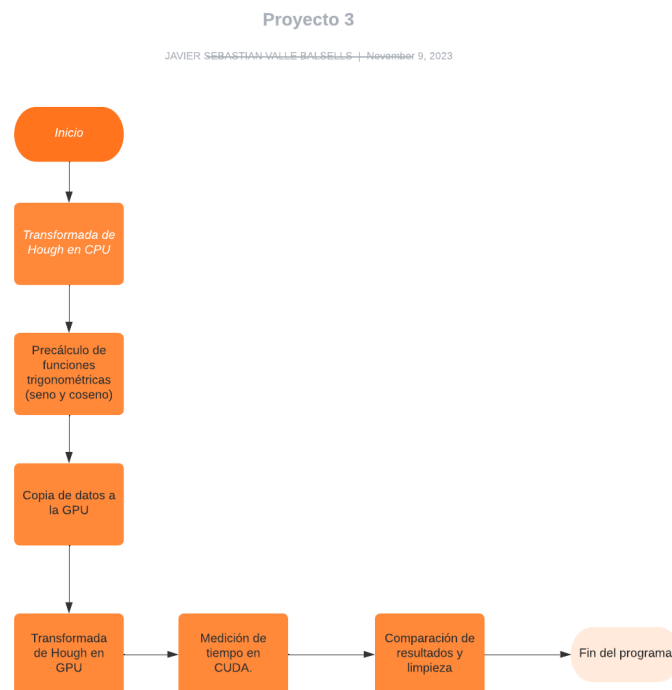 Proyecto 3
JAVIER SEBASTIAN VALLE BALSELLS | November 9, 2023
Inicio
Transformada de
Hough en CPU
Precálculo de
funciones
trigonométricas
(seno y coseno)
Copia de datos a
la GPU
Transformada
de Hough en
GPU
Medición de
tiempo en
CUDA.
Comparación de
resultados y
limpieza
Fin del programa